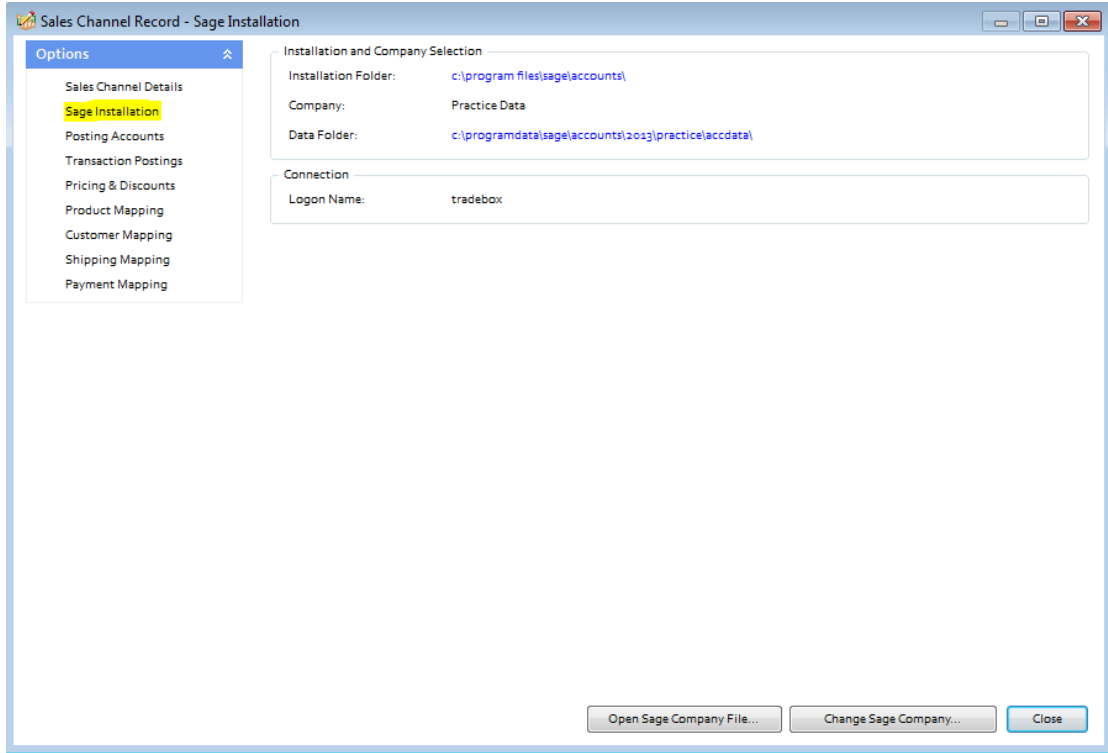 Sales Channel Record - Sage Installation
Options
Sales Channel Details
Sage Installation
Posting Accounts
Transaction Postings
Pricing & Discounts
Product Mapping
Customer Mapping
Shipping Mapping
Payment Mapping
Installation and Company Selection
Installation Folder: c:\program files\sage\accounts\
Company: Practice Data
Data Folder: c:\programdata\sage\accounts\2013\practice\accdata\
Connection
Logon Name: tradebox
Open Sage Company File... Change Sage Company... Close